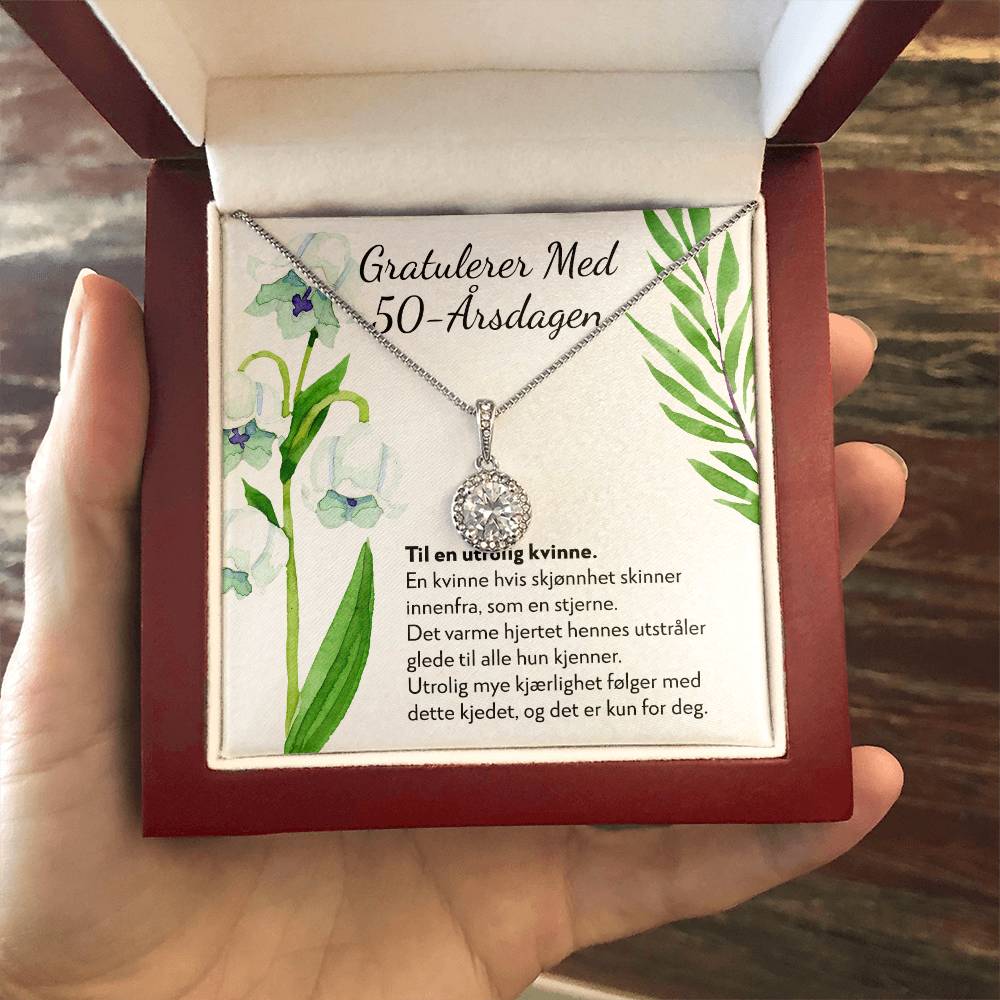 Gratulerer Med
50-Årsdagen
Til en utrolig kvinne.
En kvinne hvis skjønnhet skinner
innenfra, som en stjerne.
Det varme hjertet hennes utstråler
glede til alle hun kjenner.
Utrolig mye kjærlighet følger med
dette kjedet, og det er kun for deg.